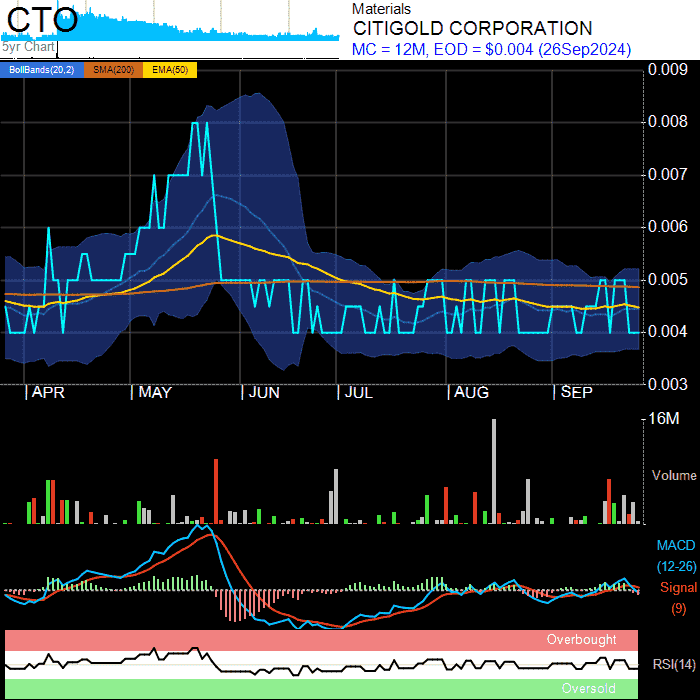 CTO
5yr Chart
Materials
CITIGOLD CORPORATION
MC = 12M, EOD = $0.004 (26Sep2024)
BollBands(20,2) SMA(200) EMA(50)
0.009
0.008
0.007
0.006
0.005
0.004
0.003
APR MAY JUN JUL AUG SEP
16M
Volume
MACD
(12-26)
Signal
(9)
Overbought
RSI(14)
Oversold